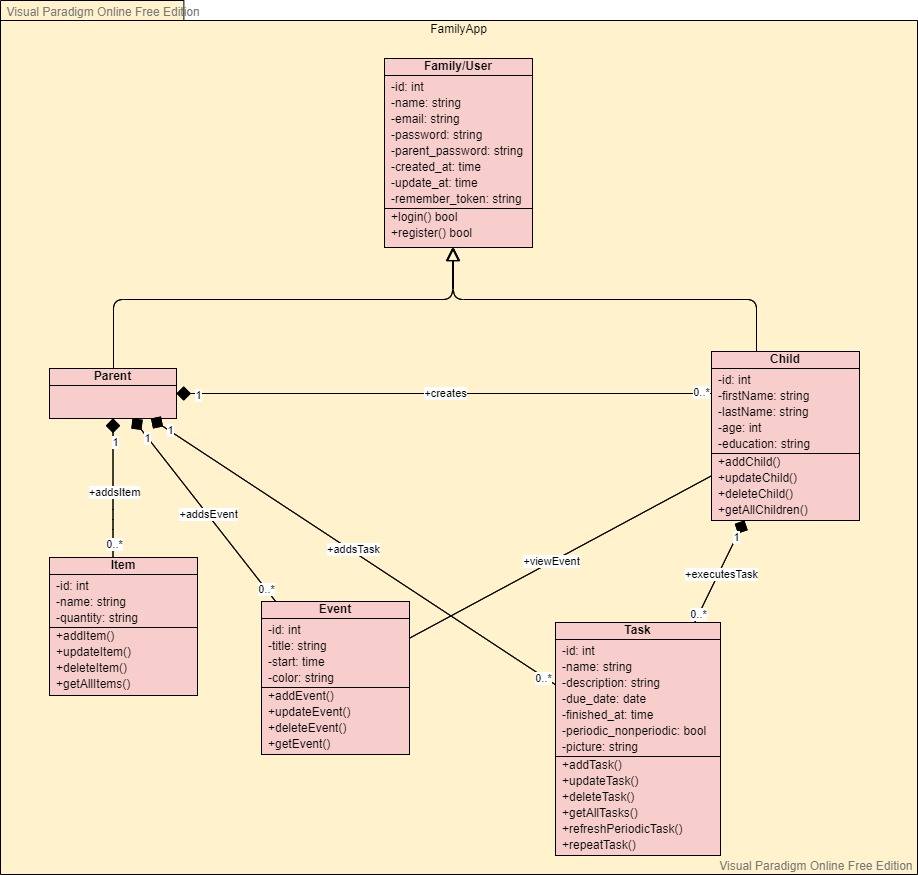 Visual Paradigm Online Free Edition
FamilyApp
Family/User
-id: int
-name: string
-email: string
-password: string
-parent_password: string
-created_at: time
-update_at: time
-remember_token: string
+login() bool
+register() bool
Parent
1
+creates
0..*
Child
-id: int
-firstName: string
-lastName: string
-age: int
-education: string
+addChild()
+updateChild()
+deleteChild()
+getAllChildren()
1
+addsItem
0..*
1
+addsEvent
0..*
1
+addsTask
0..*
+viewEvent
1
+executesTask
0..*
Item
-id: int
-name: string
-quantity: string
+addItem()
+updateItem()
+deleteItem()
+getAllItems()
Event
-id: int
-title: string
-start: time
-color: string
+addEvent()
+updateEvent()
+deleteEvent()
+getEvent()
Task
-id: int
-name: string
-description: string
-due_date: date
-finished_at: time
-periodic_nonperiodic: bool
-picture: string
+addTask()
+updateTask()
+deleteTask()
+getAllTasks()
+refreshPeriodicTask()
+repeatTask()
Visual Paradigm Online Free Edition